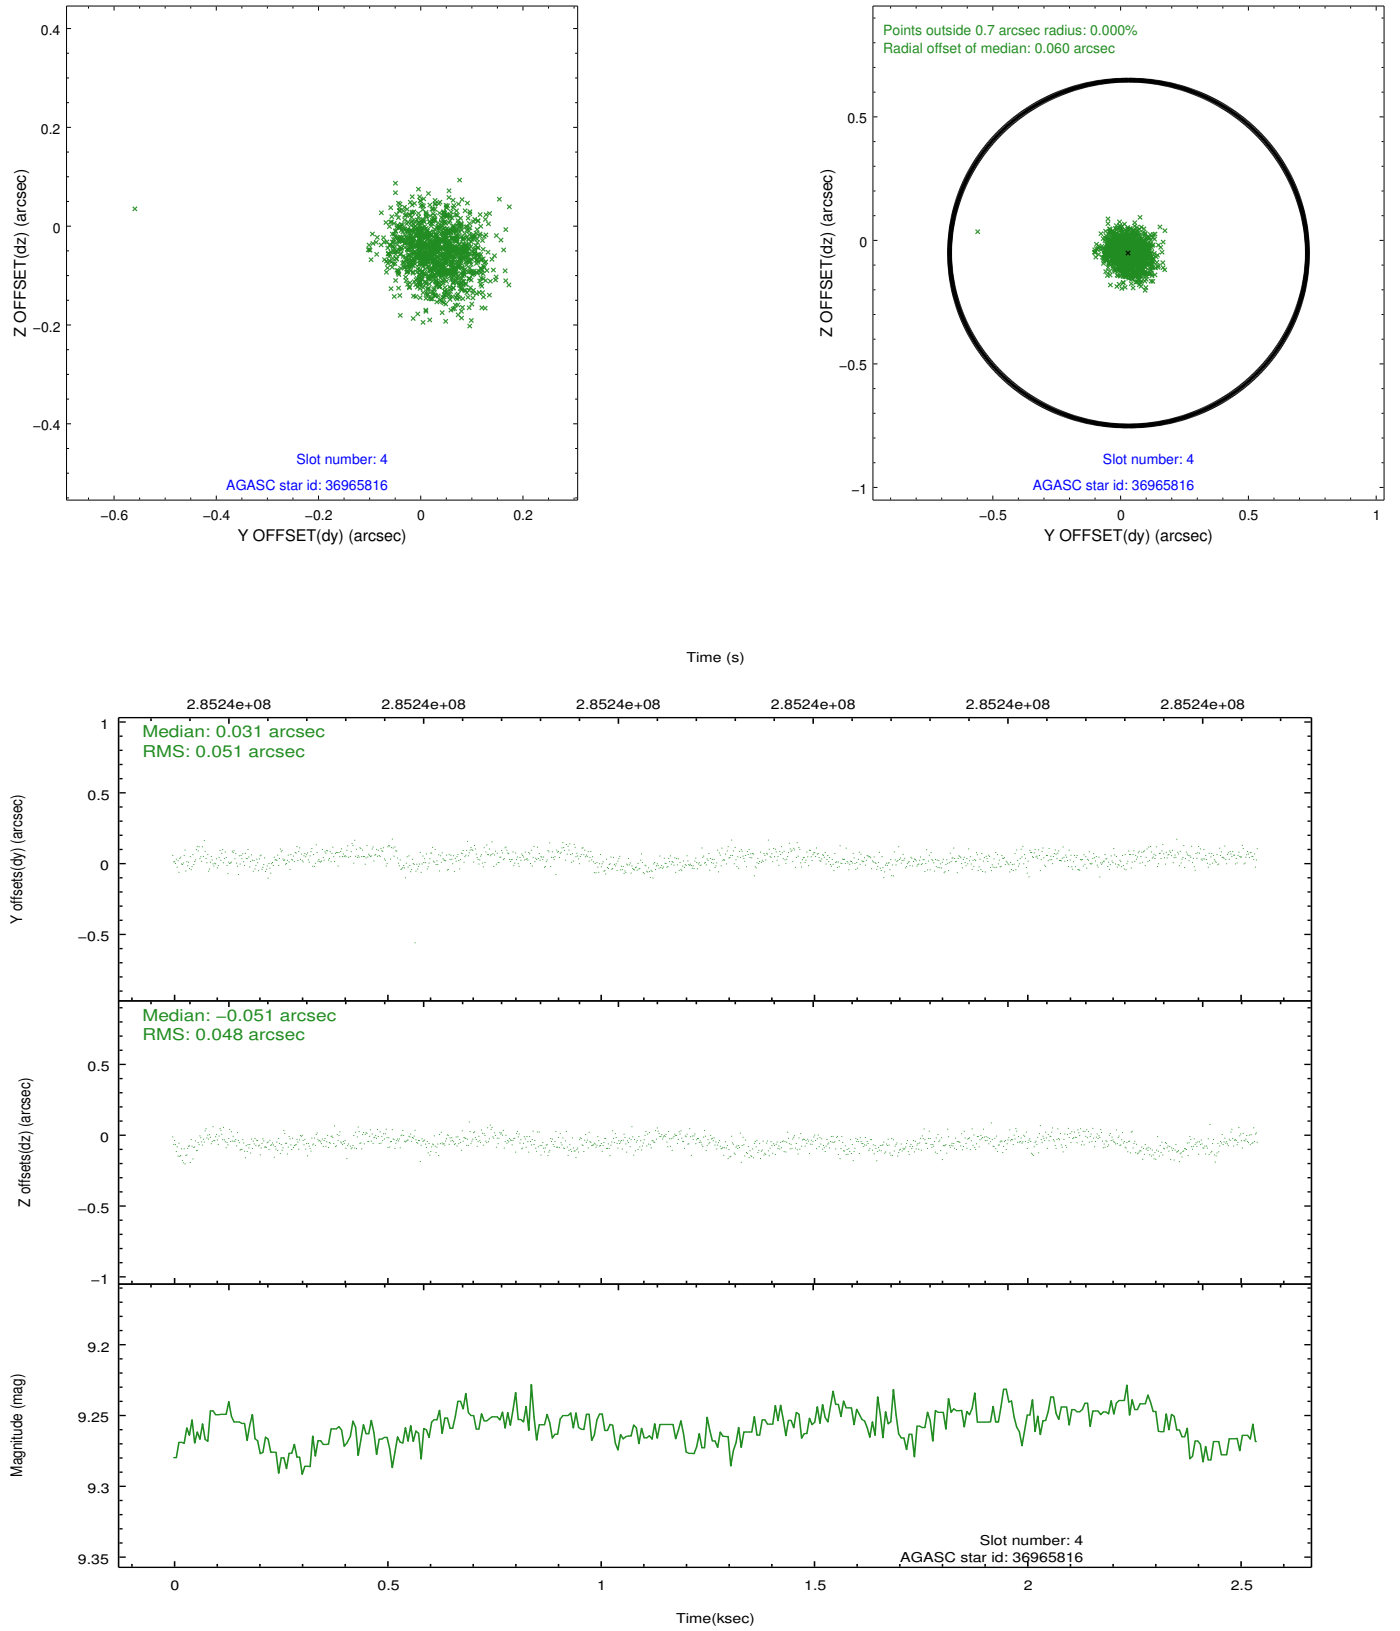 0.4
0.2
0
−0.2
−0.4
Z OFFSET(dz) (arcsec)
Slot number: 4
AGASC star id: 36965816
−0.6 −0.4 −0.2 0 0.2
Y OFFSET(dy) (arcsec)
Points outside 0.7 arcsec radius: 0.000%
Radial offset of median: 0.060 arcsec
0.5
0
−0.5
−1
Z OFFSET(dz) (arcsec)
Slot number: 4
AGASC star id: 36965816
−0.5 0 0.5 1
Y OFFSET(dy) (arcsec)
Time (s)
2.8524e+08 2.8524e+08 2.8524e+08 2.8524e+08 2.8524e+08 2.8524e+08
Median: 0.031 arcsec
RMS: 0.051 arcsec
1
0.5
0
−0.5
Y offsets(dy) (arcsec)
Median: −0.051 arcsec
RMS: 0.048 arcsec
0.5
0
−0.5
−1
Z offsets(dz) (arcsec)
9.2
9.25
9.3
9.35
Magnitude (mag)
Slot number: 4
AGASC star id: 36965816
0 0.5 1 1.5 2 2.5
Time(ksec)